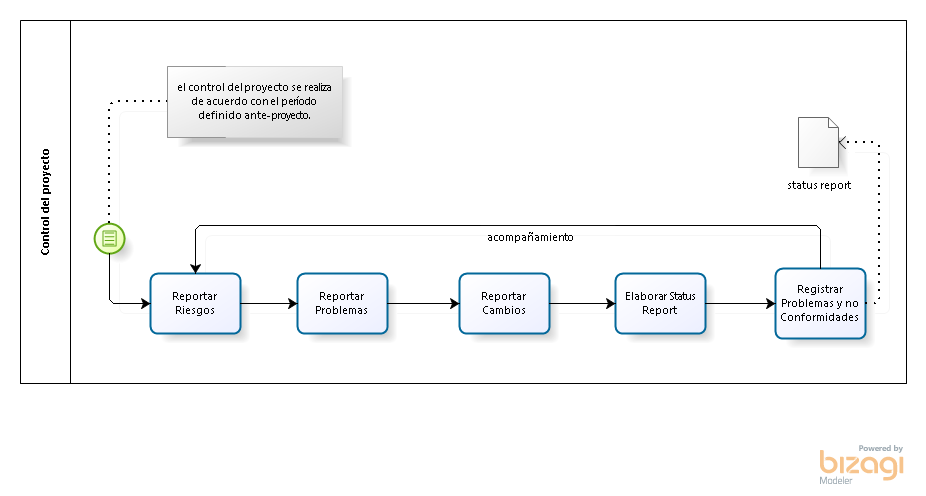 Control del proyecto
el control del proyecto se realiza
de acuerdo con el período
definido ante-proyecto.
status report
acompañamiento
Reportar
Riesgos
Reportar
Problemas
Reportar
Cambios
Elaborar Status
Report
Registrar
Problemas y no
Conformidades
Powered by
bizagi
Modeler